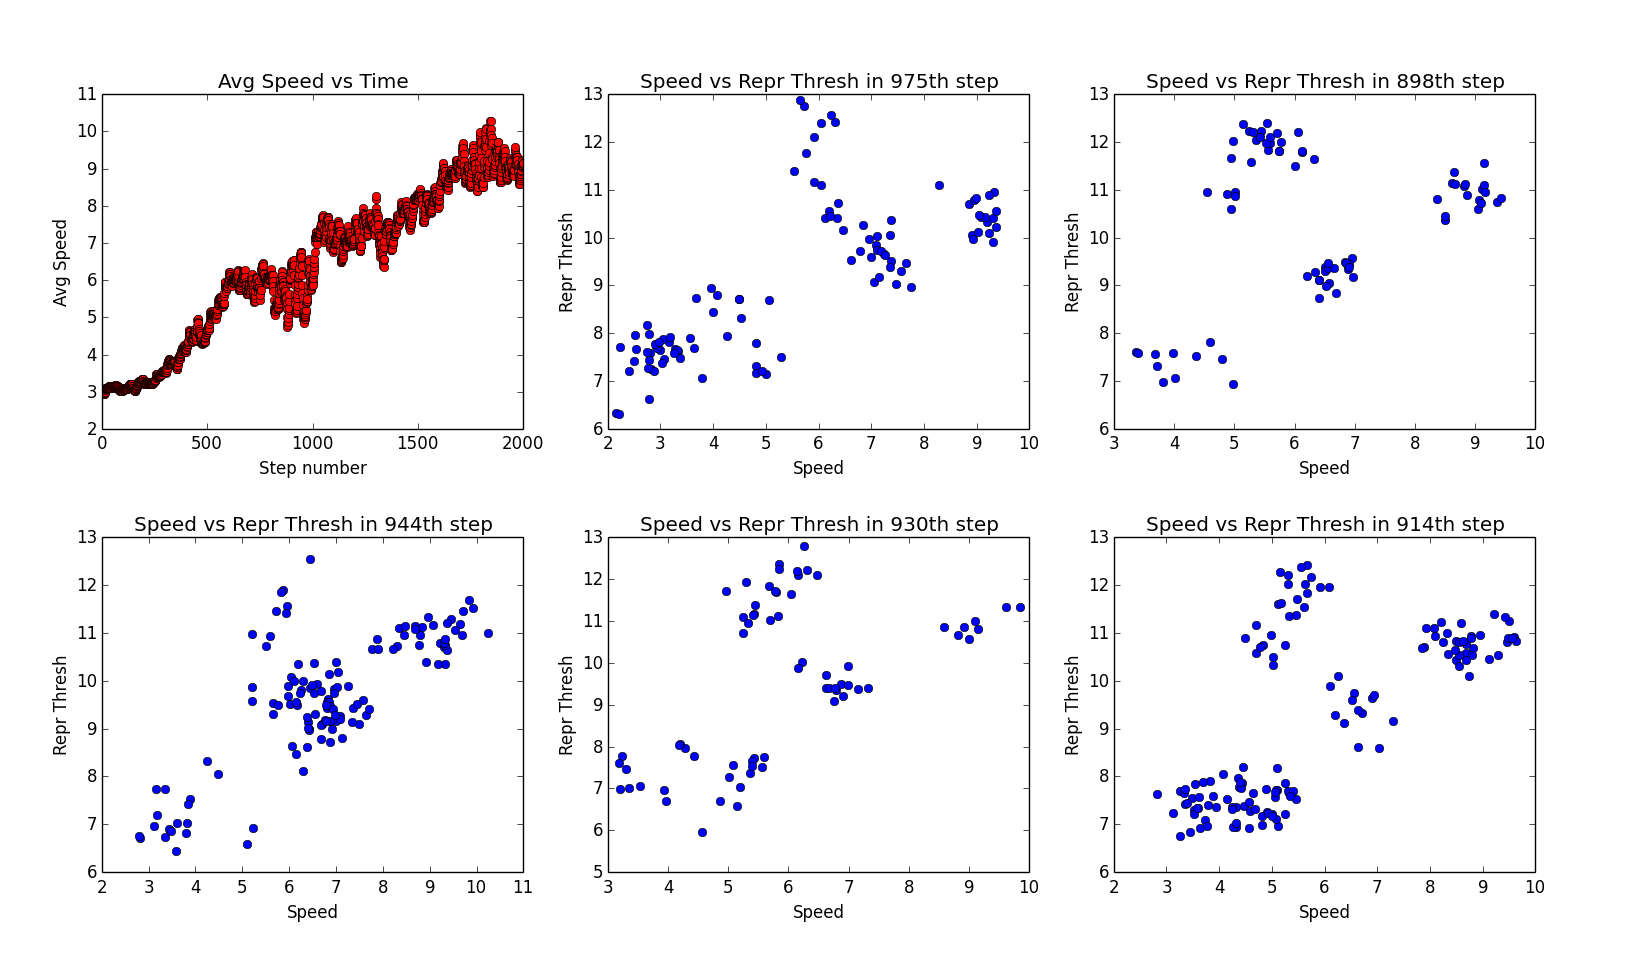 Avg Speed vs Time
11
10
9
8
7
6
5
4
3
2
Avg Speed
0 500 1000 1500 2000
Step number
Speed vs Repr Thresh in 975th step
13
12
11
10
9
8
7
6
Repr Thresh
2 3 4 5 6 7 8 9 10
Speed
Speed vs Repr Thresh in 898th step
13
12
11
10
9
8
7
6
Repr Thresh
3 4 5 6 7 8 9 10
Speed
Speed vs Repr Thresh in 944th step
13
12
11
10
9
8
7
6
Repr Thresh
2 3 4 5 6 7 8 9 10 11
Speed
Speed vs Repr Thresh in 930th step
13
12
11
10
9
8
7
6
5
Repr Thresh
3 4 5 6 7 8 9 10
Speed
Speed vs Repr Thresh in 914th step
13
12
11
10
9
8
7
6
Repr Thresh
2 3 4 5 6 7 8 9 10
Speed